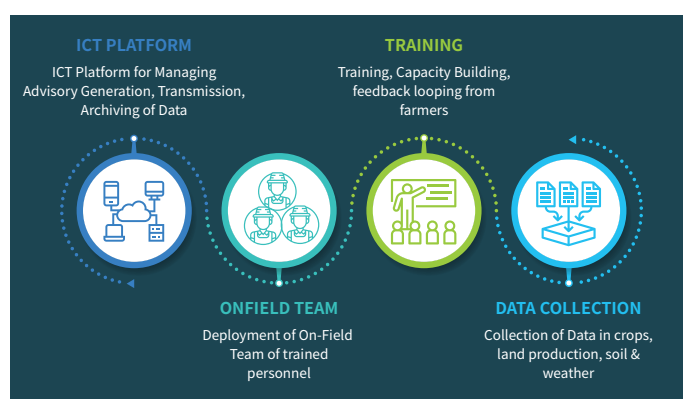 ICT PLATFORM
ICT Platform for Managing
Advisory Generation, Transmission,
Archiving of Data
TRAINING
Training, Capacity Building,
feedback looping from
farmers
ONFIELD TEAM
Deployment of On-Field
Team of trained
personnel
DATA COLLECTION
Collection of Data in crops,
land production, soil &
weather